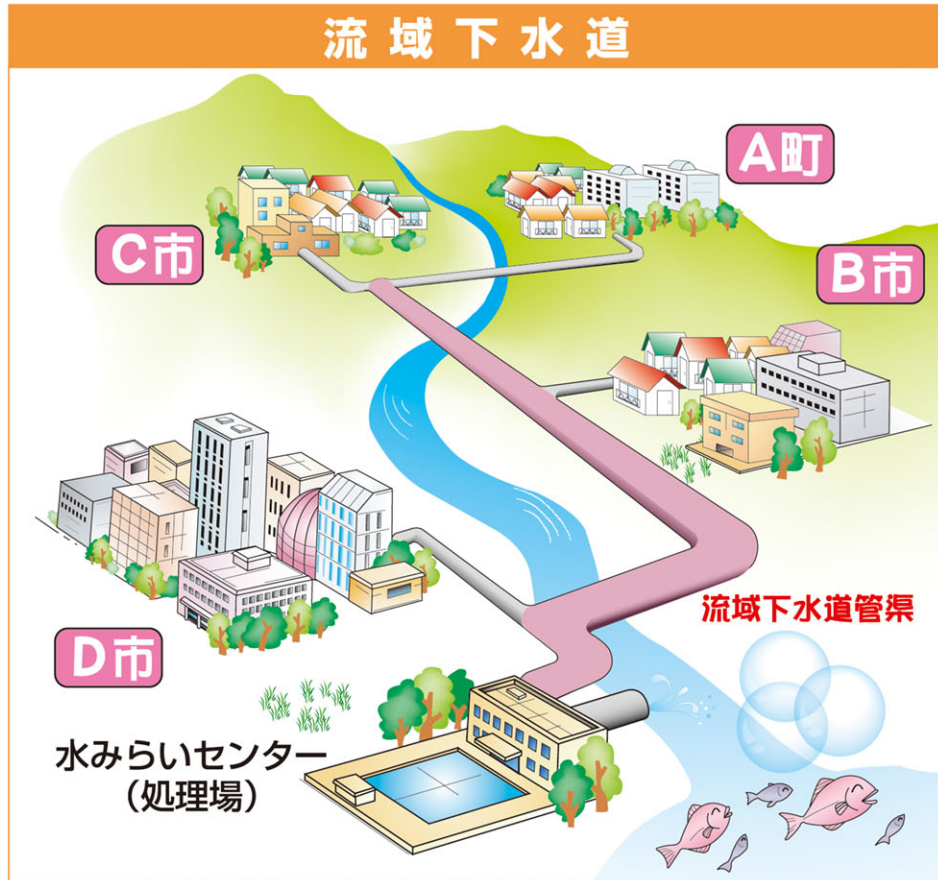 流域下水道
A町
C市
B市
流域下水道管渠
D市
水みらいセンター
（処理場）